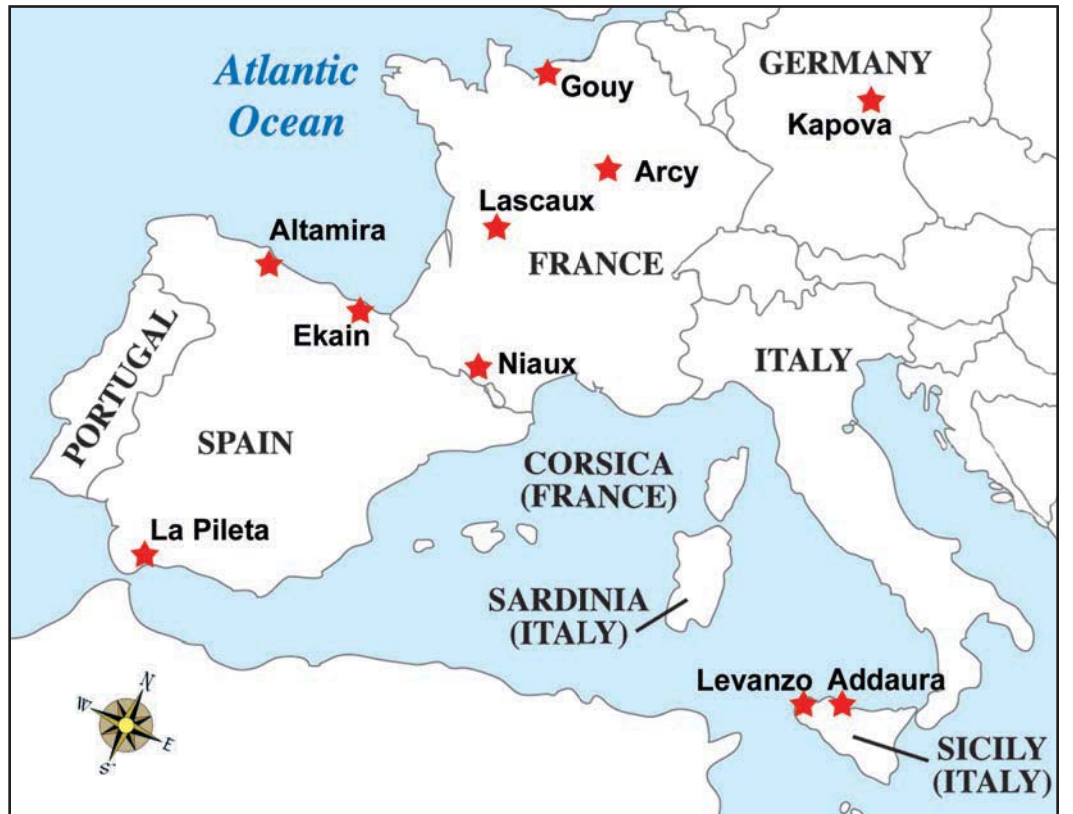 Atlantic
Ocean
GERMANY
Gouy
Kapova
Arcy
Lascaux
Altamira
FRANCE
Ekain
ITALY
Niaux
PORTUGAL
SPAIN
CORSICA
(FRANCE)
La Pileta
SARDINIA
(ITALY)
Levanzo Addaura
N
W
E
S
SICILY
(ITALY)